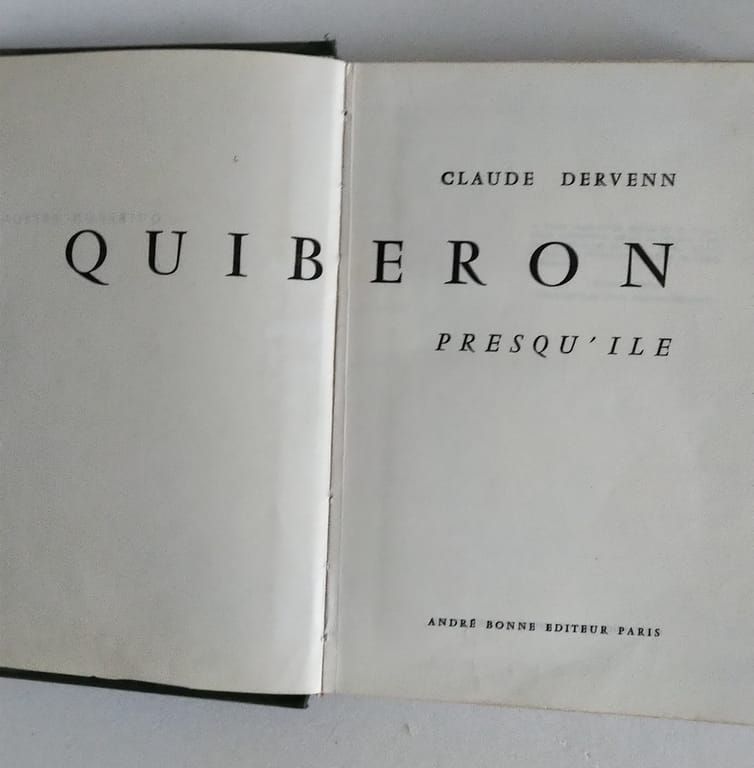 CLAUDE DERVENN
QUIBERON
PRESQU'ILE
ANDRÉ BONNE EDITEUR PARIS